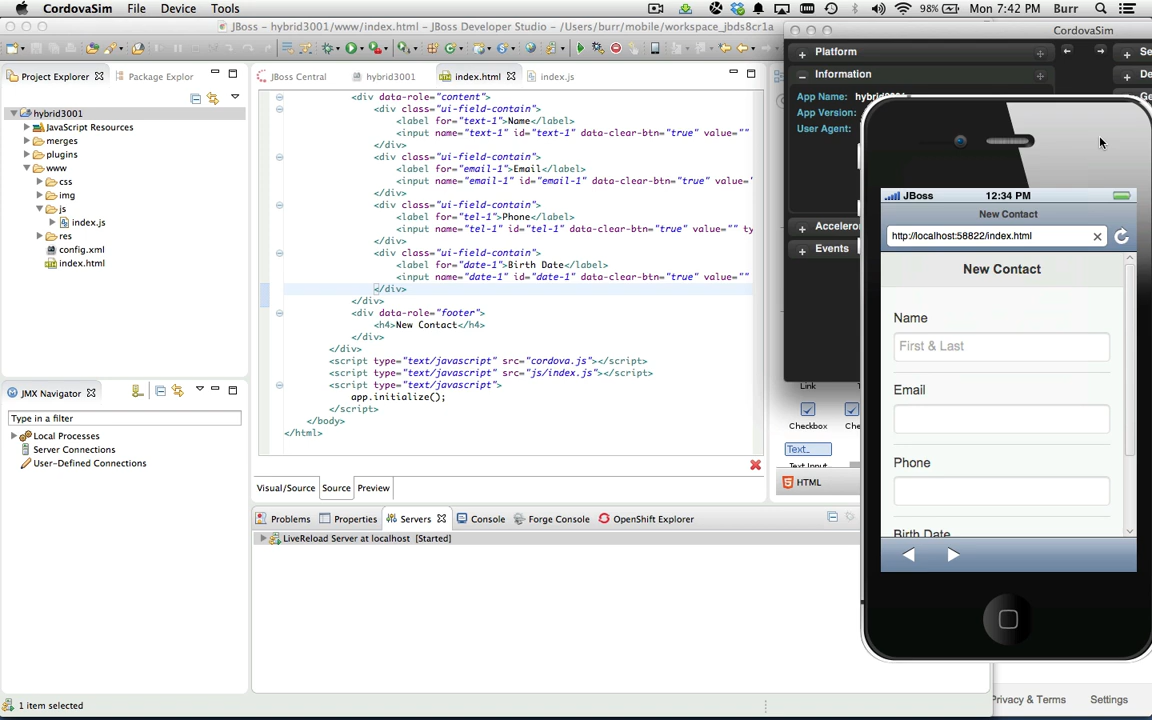 CordovaSim File Device Tools 98% Mon 7:42 PM Burr
JBoss – hybrid3001/www/index.html – JBoss Developer Studio – /Users/burr/mobile/workspace_jbds8cr1a
CordovaSim
Project Explorer Package Explor
JBoss Central hybrid3001 index.html index.js
hybrid3001
JavaScript Resources
merges
plugins
www
css
img
js
index.js
res
config.xml
index.html
<div data-role="content">
<div class="ui-field-contain">
<label for="text-1">Name</label>
<input name="text-1" id="text-1" data-clear-btn="true" value=""
</div>
<div class="ui-field-contain">
<label for="email-1">Email</label>
<input name="email-1" id="email-1" data-clear-btn="true" value="
</div>
<div class="ui-field-contain">
<label for="tel-1">Phone</label>
<input name="tel-1" id="tel-1" data-clear-btn="true" value="" ty
</div>
<div class="ui-field-contain">
<label for="date-1">Birth Date</label>
<input name="date-1" id="date-1" data-clear-btn="true" value=""
</div>
</div>
<div data-role="footer">
<h4>New Contact</h4>
</div>
</div>
<script type="text/javascript" src="cordova.js"></script>
<script type="text/javascript" src="js/index.js"></script>
<script type="text/javascript">
app.initialize();
</script>
</body>
</html>
Visual/Source Source Preview
JMX Navigator
Type in a filter
Local Processes
Server Connections
User-Defined Connections
Problems Properties Servers Console Forge Console OpenShift Explorer
LiveReload Server at localhost [Started]
1 item selected
Platform
Information
App Name:
App Version:
User Agent:
Accelero
Events
Link
Checkbox
Che
Text_
Text Input
HTML
JBoss 12:34 PM
New Contact
http://localhost:58822/index.html
New Contact
Name
First & Last
Email
Phone
Birth Date
Privacy & Terms Settings